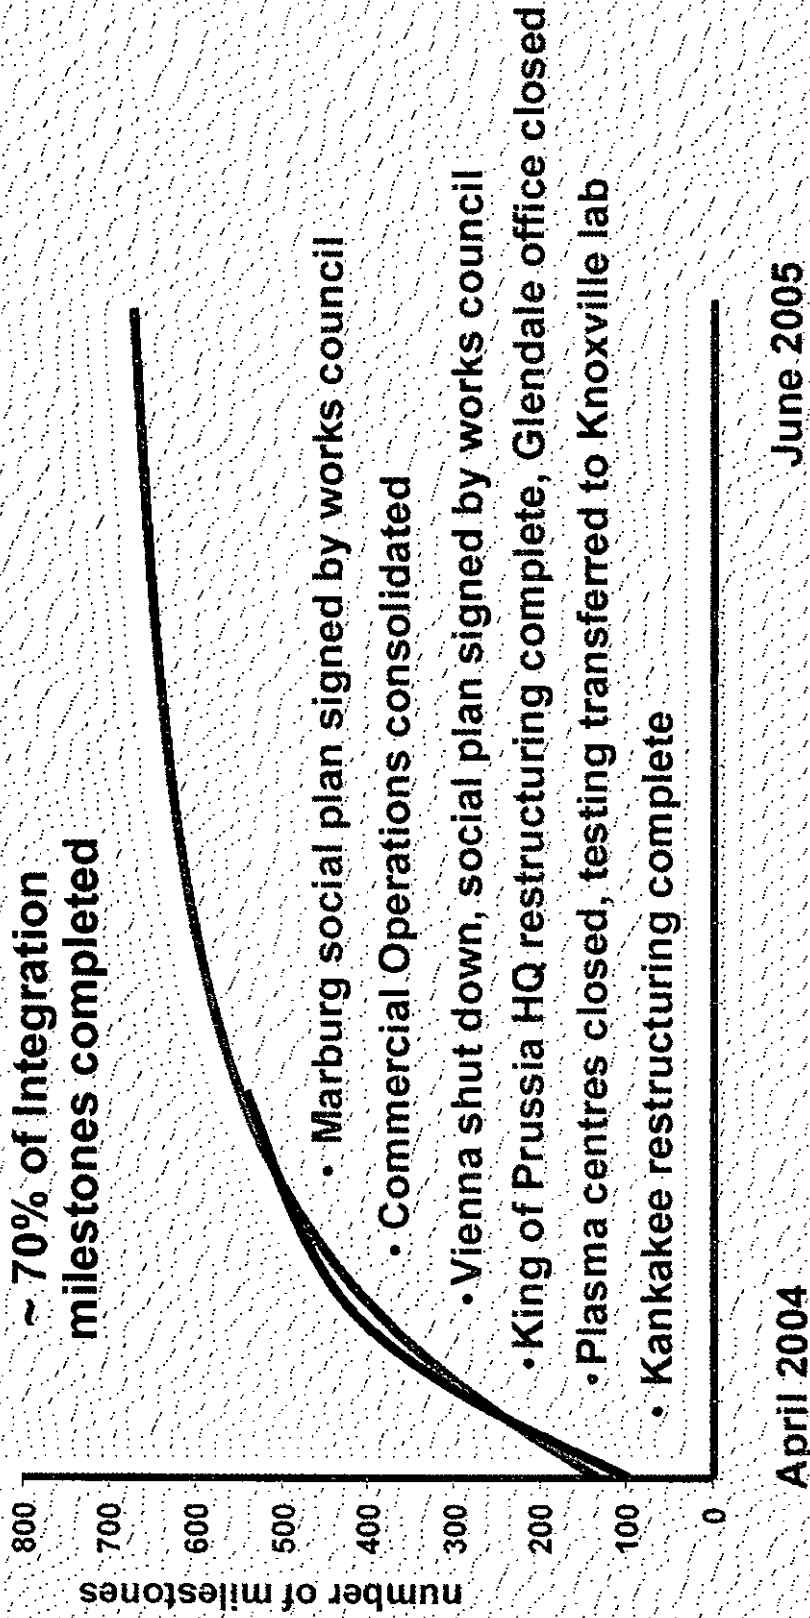 ~ 70% of Integration
milestones completed
800
700
600
500
400
300
200
100
0
number of milestones
• Marburg social plan signed by works council
• Commercial Operations consolidated
• Vienna shut down, social plan signed by works council
• King of Prussia HQ restructuring complete, Glendale office closed
• Plasma centres closed, testing transferred to Knoxville lab
• Kankakee restructuring complete
April 2004
June 2005